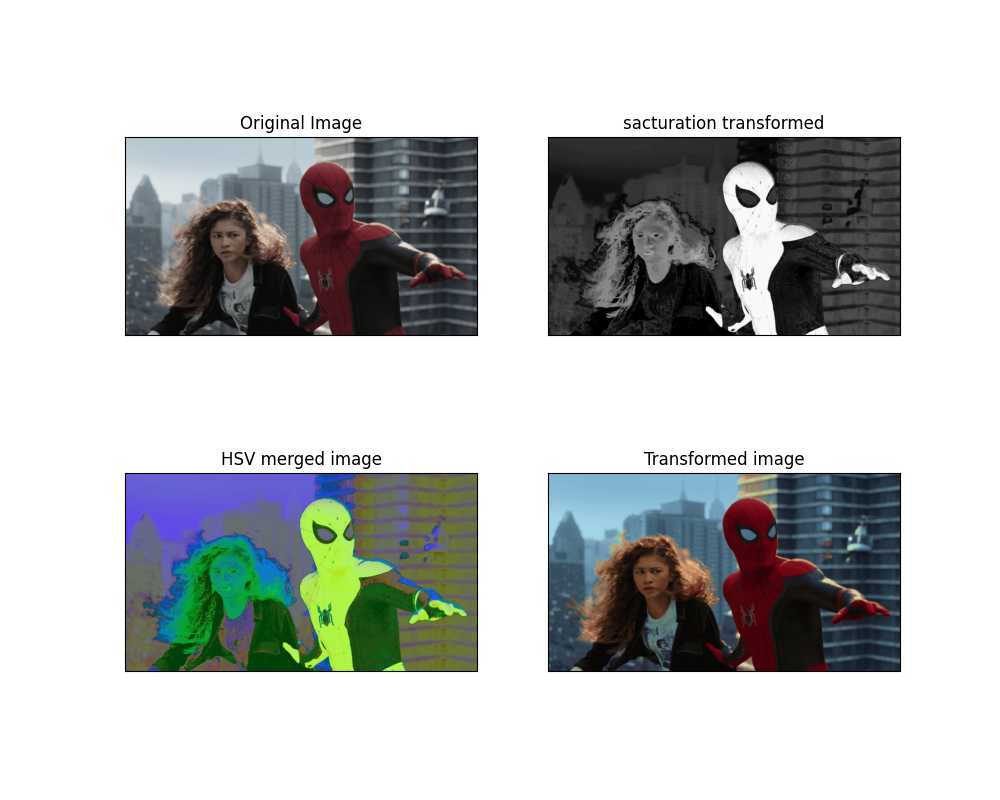 Original Image
sacturation transformed
HSV merged image
Transformed image